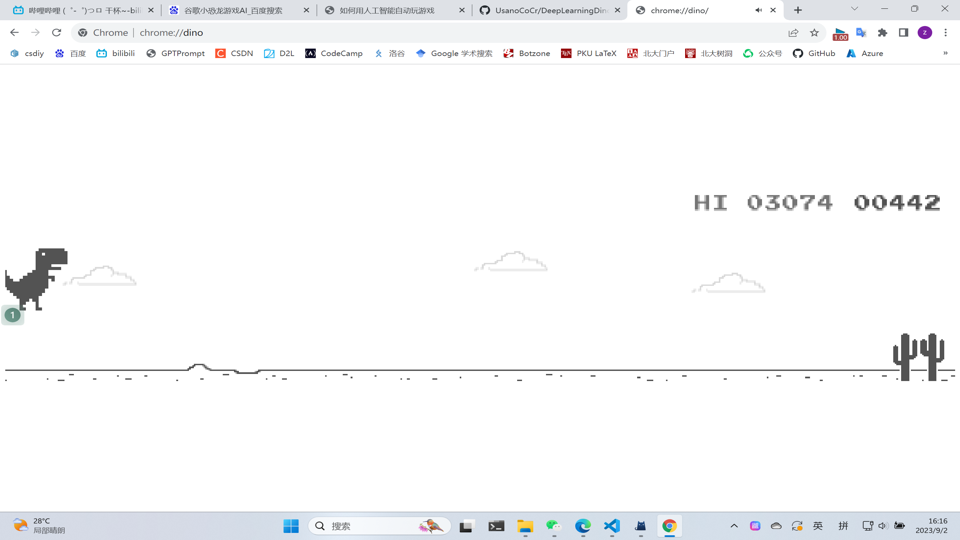 哔哩哔哩 (゜-゜)つロ 干杯~-bili
谷歌小恐龙游戏AI_百度搜索
如何用人工智能自动玩游戏
UsanoCoCr/DeepLearningDin
chrome://dino/
Chrome | chrome://dino
1.00
z
csdiy
百度
bilibili
GPTPrompt
CSDN
D2L
CodeCamp
洛谷
Google 学术搜索
Botzone
PKU LaTeX
北大门户
北大树洞
公众号
GitHub
Azure
»
HI 03074 00442
1
28°C
局部晴朗
搜索
英
拼
16:16
2023/9/2